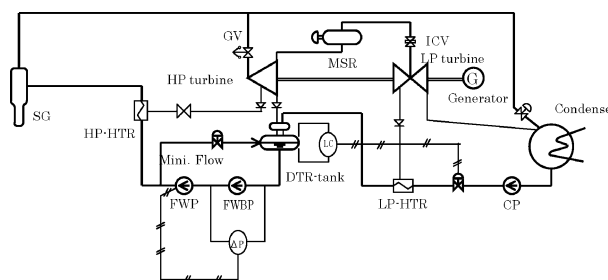 GV
ICV
MSR
LP turbine
HP turbine
G
Generator
SG
HP-HTR
Condense
Mini. Flow
LC
DTR-tank
FWP
FWBP
LP-HTR
CP
ΔP